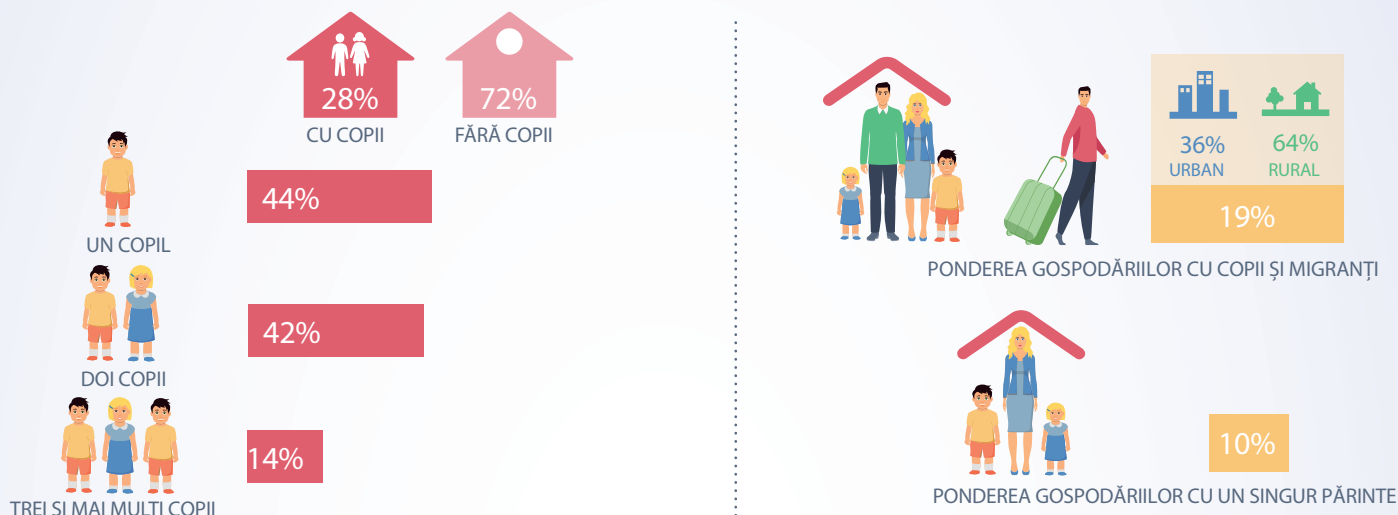 28%
CU COPII
72%
FĂRĂ COPII
44%
UN COPIL
42%
DOI COPII
14%
TREI ȘI MAI MULȚI COPII
36%
URBAN
64%
RURAL
19%
PONDEREA GOSPODĂRIILOR CU COPII ȘI MIGRANȚI
10%
PONDEREA GOSPODĂRIILOR CU UN SINGUR PĂRINTE